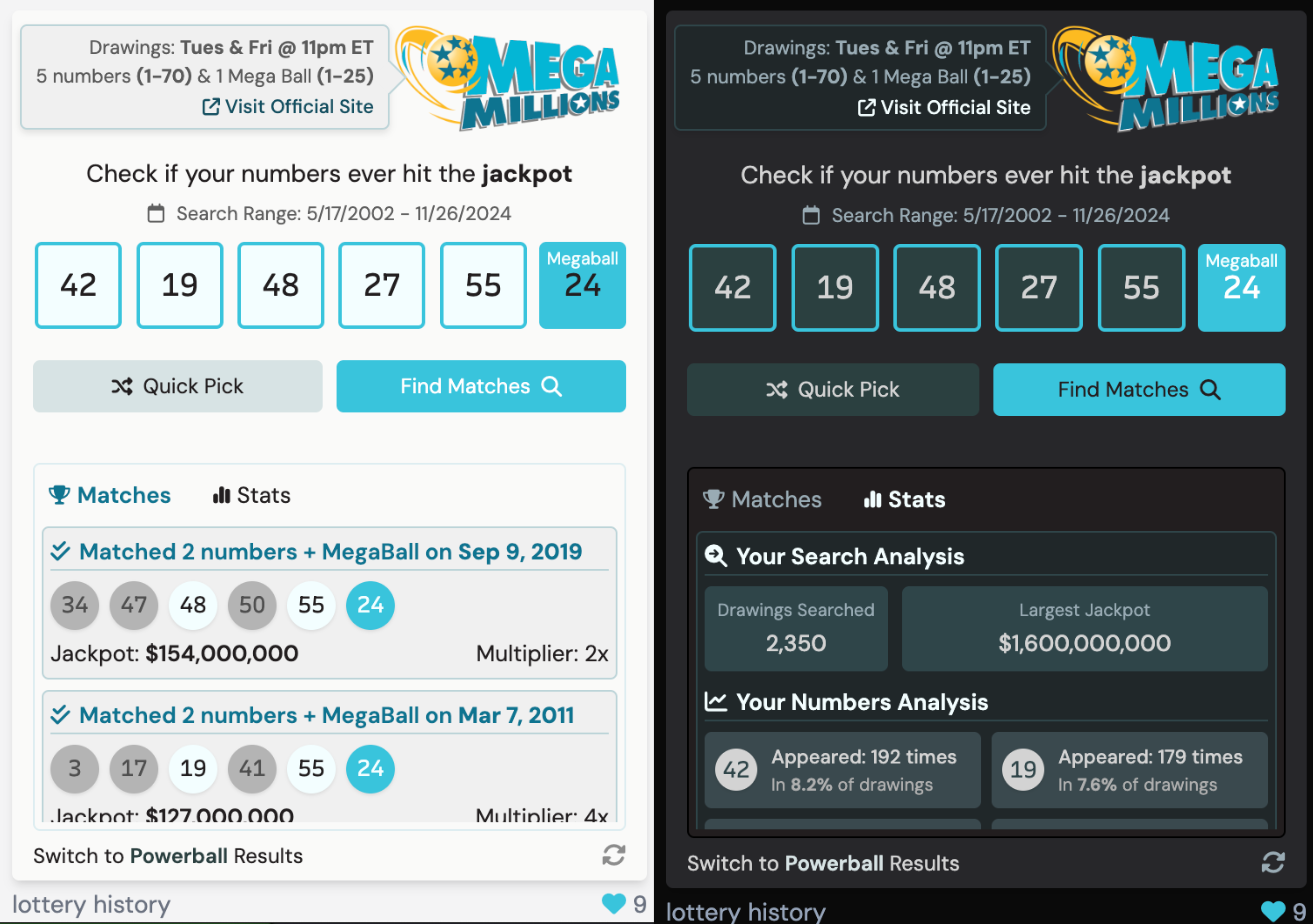 Drawings: Tues & Fri @ 11pm ET
5 numbers (1–70) & 1 Mega Ball (1–25)
Visit Official Site
MEGA
MILLIONS
Check if your numbers ever hit the jackpot
Search Range: 5/17/2002 - 11/26/2024
42 19 48 27 55 Megaball 24
Quick Pick Find Matches
Matches Stats
Matched 2 numbers + MegaBall on Sep 9, 2019
34 47 48 50 55 24
Jackpot: $154,000,000 Multiplier: 2x
Matched 2 numbers + MegaBall on Mar 7, 2011
3 17 19 41 55 24
Jackpot: $127,000,000 Multiplier: 4x
Switch to Powerball Results
lottery history 9
Drawings: Tues & Fri @ 11pm ET
5 numbers (1–70) & 1 Mega Ball (1–25)
Visit Official Site
MEGA
MILLIONS
Check if your numbers ever hit the jackpot
Search Range: 5/17/2002 - 11/26/2024
42 19 48 27 55 Megaball 24
Quick Pick Find Matches
Matches Stats
Your Search Analysis
Drawings Searched Largest Jackpot
2,350 $1,600,000,000
Your Numbers Analysis
42 Appeared: 192 times 19 Appeared: 179 times
In 8.2% of drawings In 7.6% of drawings
Switch to Powerball Results
lottery history 9